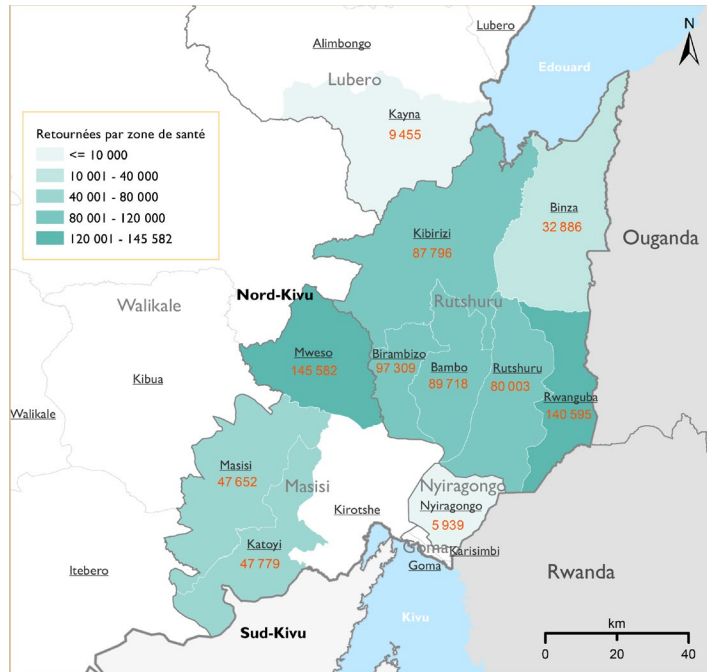 Lubero
N
Alimbongo
Edouard
Lubero
Kayna
9 455
Retournées par zone de santé
<= 10 000
10 001 - 40 000
40 001 - 80 000
80 001 - 120 000
120 001 - 145 582
Binza
32 886
Kibirizi
87 796
Ouganda
Nord-Kivu
Walikale
Rutshuru
Mweso
145 582
Birambizo
97 309
Bambo
89 718
Rutshuru
80 003
Rwanguba
140 595
Kibua
Walikale
Masisi
47 652
Masisi
Nyiragongo
Nyiragongo
5 939
Kirotshe
Katoyi
47 779
Goma
Karisimbi
Goma
Itebero
Rwanda
Kivu
Sud-Kivu
km
0 20 40